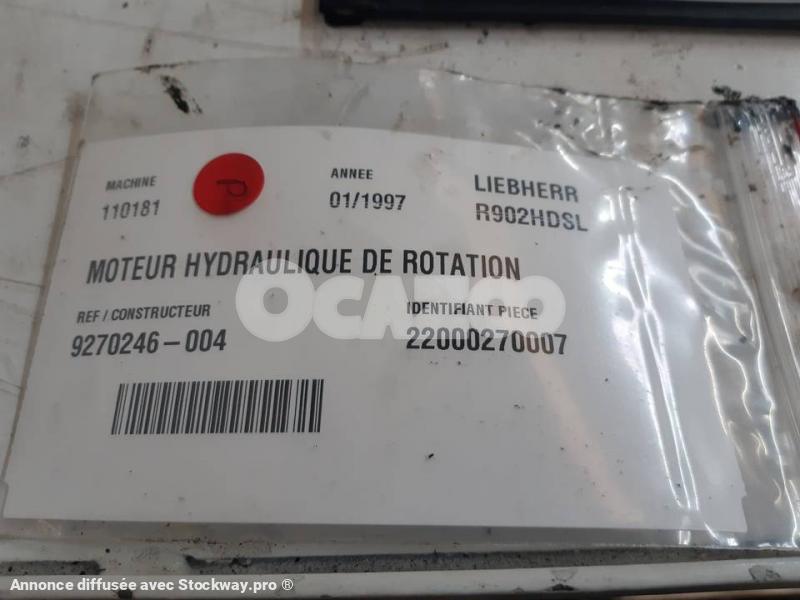 MACHINE
110181
P
ANNEE
01/1997
LIEBHERR
R902HDSL
MOTEUR HYDRAULIQUE DE ROTATION
REF / CONSTRUCTEUR
9270246-004
IDENTIFIANT PIECE
22000270007
OCAZOO
Annonce diffusée avec Stockway.pro ®